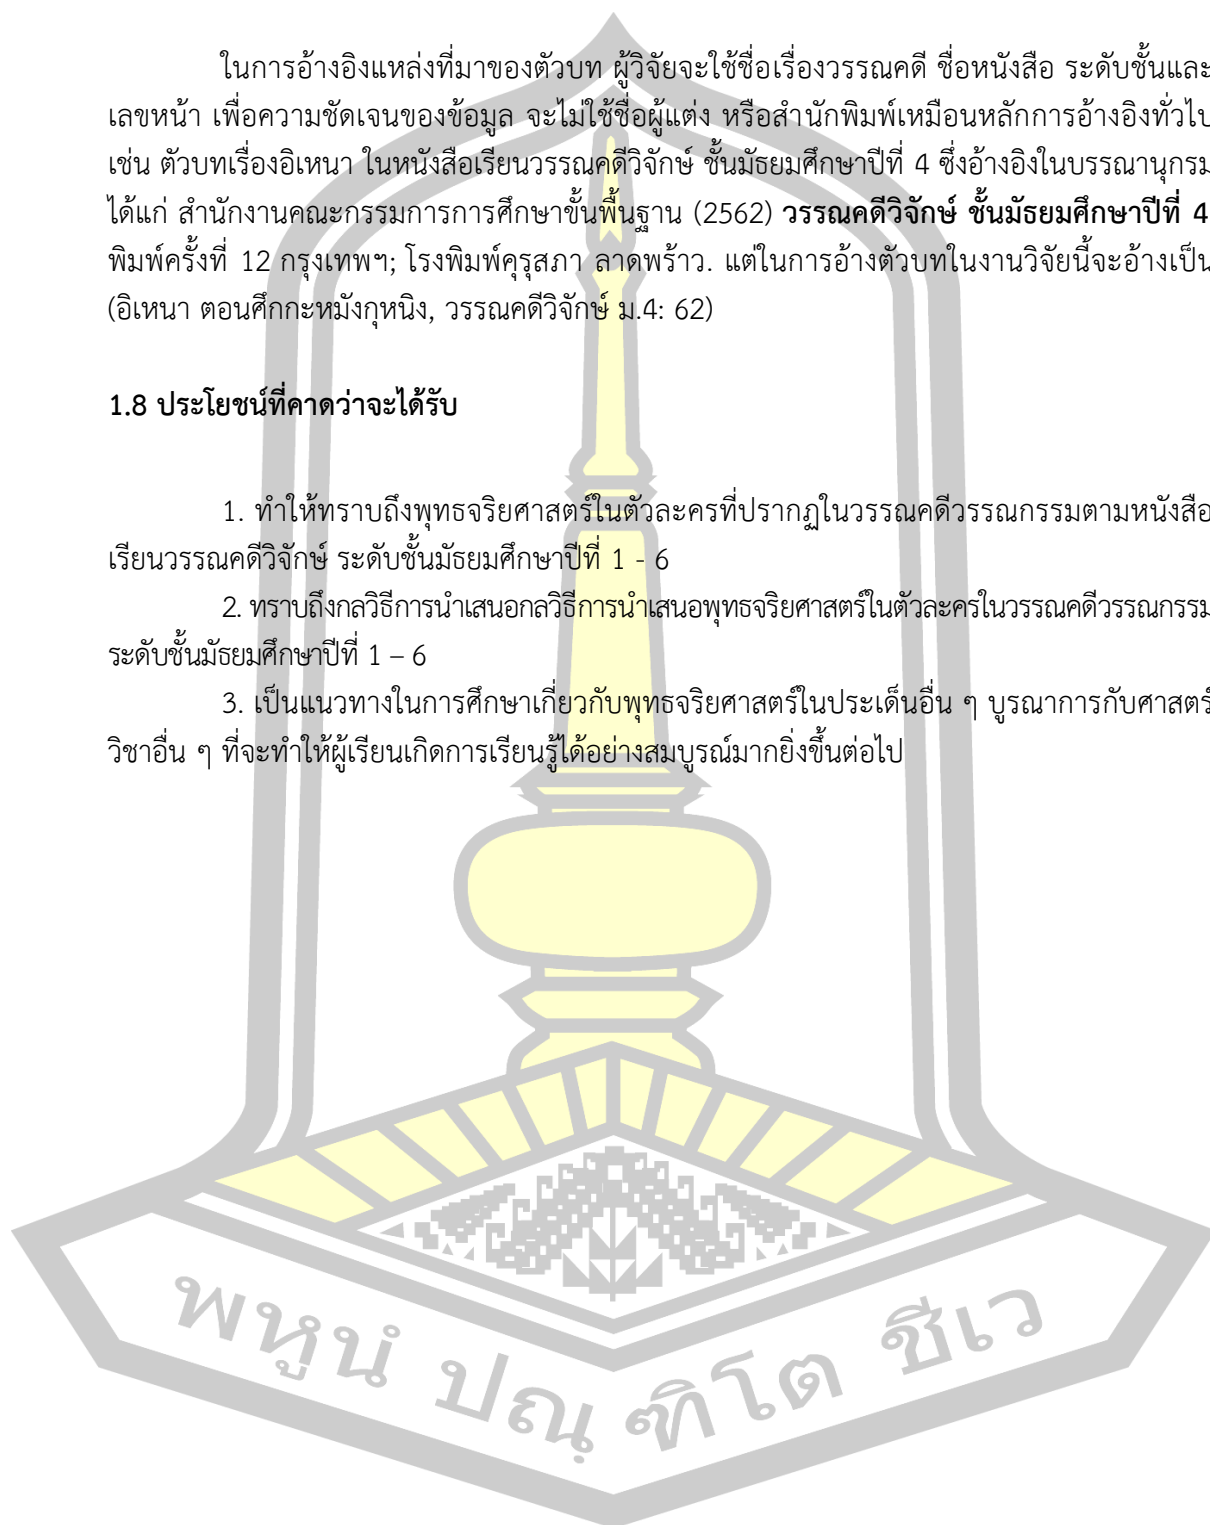 ในการอ้างอิงแหล่งที่มาของตัวบท ผู้วิจัยจะใช้ชื่อเรื่องวรรณคดี ชื่อหนังสือ ระดับชั้นและ
เลขหน้า เพื่อความชัดเจนของข้อมูล จะไม่ใช้ชื่อผู้แต่ง หรือสำนักพิมพ์เหมือนหลักการอ้างอิงทั่วไป
เช่น ตัวบทเรื่องอิเหนา ในหนังสือเรียนวรรณคดีวิจักษ์ ชั้นมัธยมศึกษาปีที่ 4 ซึ่งอ้างอิงในบรรณานุกรม
ได้แก่ สำนักงานคณะกรรมการการศึกษาขั้นพื้นฐาน (2562) วรรณคดีวิจักษ์ ชั้นมัธยมศึกษาปีที่ 4
พิมพ์ครั้งที่ 12 กรุงเทพฯ; โรงพิมพ์คุรุสภา ลาดพร้าว. แต่ในการอ้างตัวบทในงานวิจัยนี้จะอ้างเป็น
(อิเหนา ตอนศึกกะหมังกุหนิง, วรรณคดีวิจักษ์ ม.4: 62)
1.8 ประโยชน์ที่คาดว่าจะได้รับ
1. ทำให้ทราบถึงพุทธจริยศาสตร์ในตัวละครที่ปรากฏในวรรณคดีวรรณกรรมตามหนังสือ
เรียนวรรณคดีวิจักษ์ ระดับชั้นมัธยมศึกษาปีที่ 1 - 6
2. ทราบถึงกลวิธีการนำเสนอกลวิธีการนำเสนอพุทธจริยศาสตร์ในตัวละครในวรรณคดีวรรณกรรม
ระดับชั้นมัธยมศึกษาปีที่ 1 – 6
3. เป็นแนวทางในการศึกษาเกี่ยวกับพุทธจริยศาสตร์ในประเด็นอื่น ๆ บูรณาการกับศาสตร์
วิชาอื่น ๆ ที่จะทำให้ผู้เรียนเกิดการเรียนรู้ได้อย่างสมบูรณ์มากยิ่งขึ้นต่อไป
พหูนํ ปณฺฑิโต ชีเว